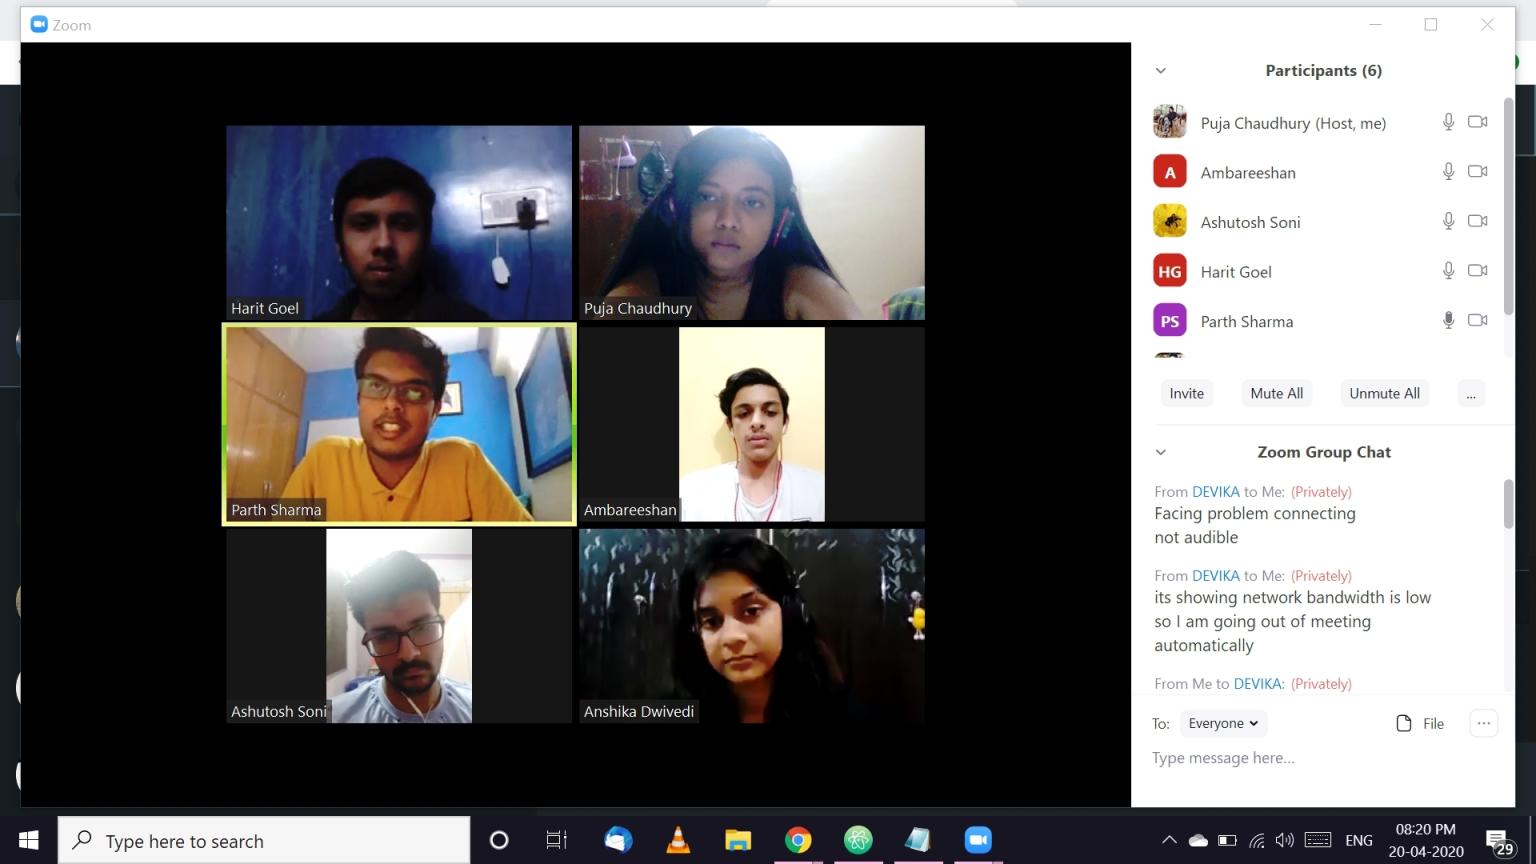 Zoom
Harit Goel
Puja Chaudhury
Parth Sharma
Ambareeshan
Ashutosh Soni
Anshika Dwivedi
Participants (6)
Puja Chaudhury (Host, me)
A Ambareeshan
Ashutosh Soni
HG Harit Goel
PS Parth Sharma
Invite Mute All Unmute All ...
Zoom Group Chat
From DEVIKA to Me: (Privately)
Facing problem connecting
not audible
From DEVIKA to Me: (Privately)
its showing network bandwidth is low
so I am going out of meeting
automatically
From Me to DEVIKA: (Privately)
To: Everyone File ...
Type message here...
Type here to search
ENG
08:20 PM
20-04-2020
29